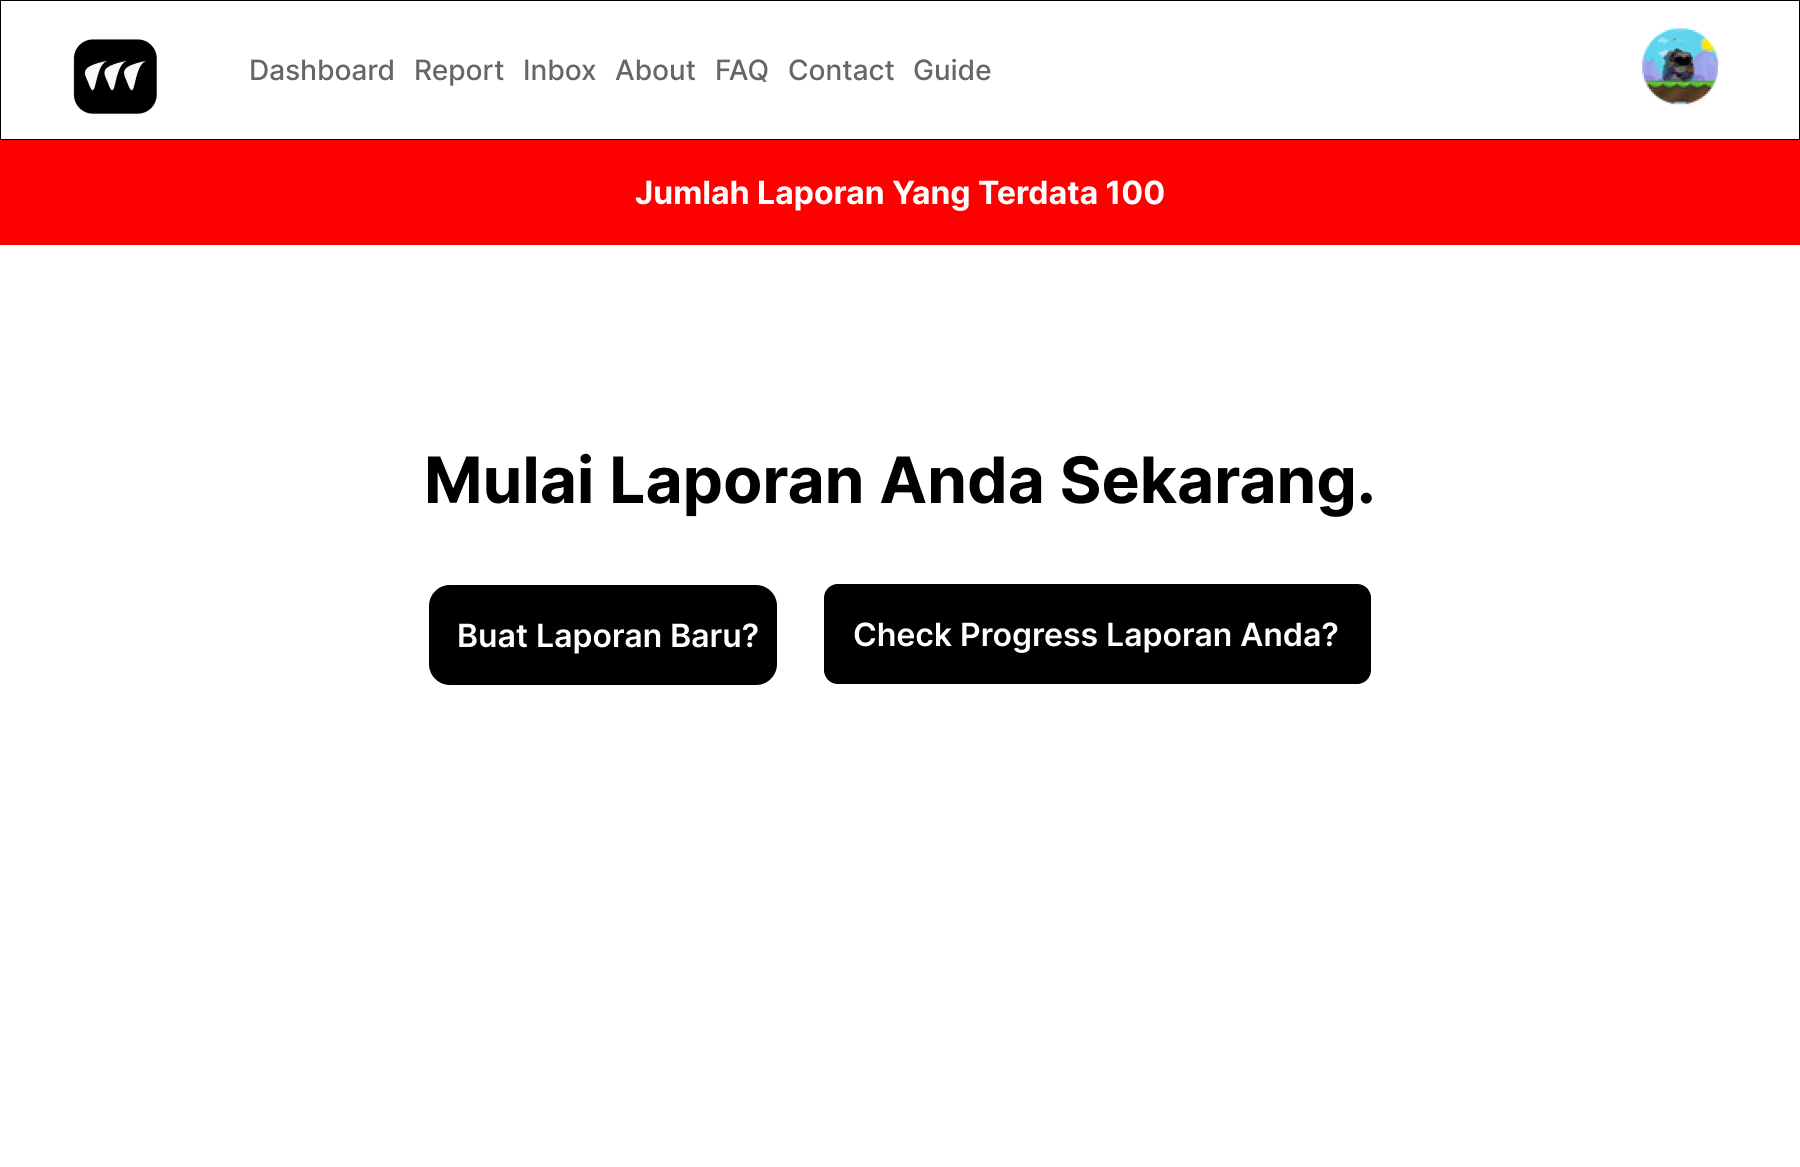 Dashboard Report Inbox About FAQ Contact Guide
Jumlah Laporan Yang Terdata 100
Mulai Laporan Anda Sekarang.
Buat Laporan Baru? Check Progress Laporan Anda?